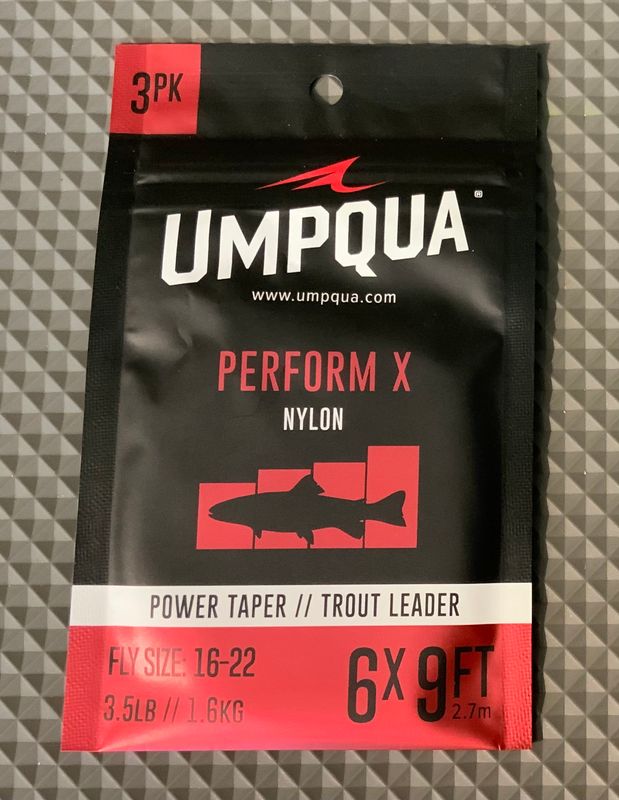 3PK
UMPQUA®
www.umpqua.com
PERFORM X
NYLON
POWER TAPER // TROUT LEADER
FLY SIZE: 16-22
3.5LB // 1.6KG
6X 9FT
2.7m